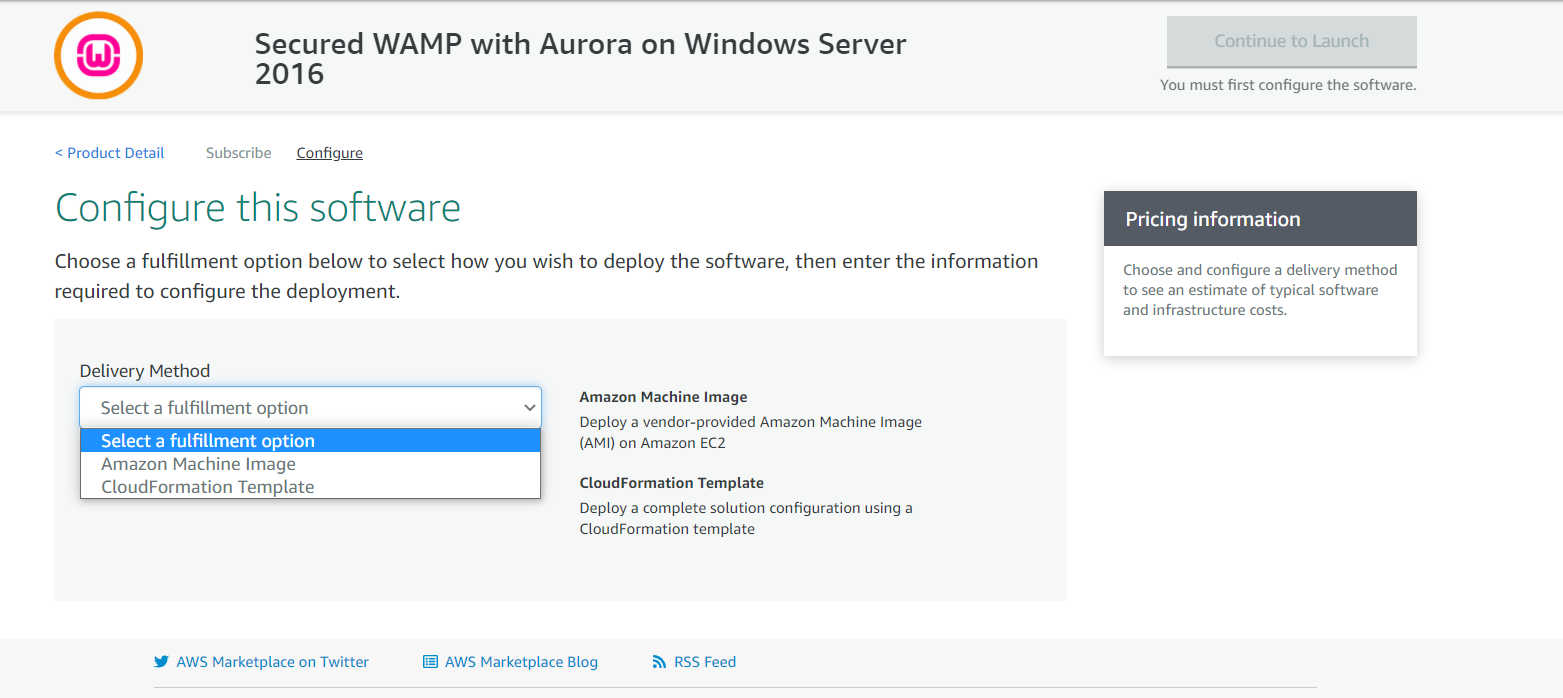 Secured WAMP with Aurora on Windows Server
2016
Continue to Launch
You must first configure the software.
< Product Detail
Subscribe
Configure
Configure this software
Choose a fulfillment option below to select how you wish to deploy the software, then enter the information
required to configure the deployment.
Delivery Method
Select a fulfillment option
Select a fulfillment option
Amazon Machine Image
CloudFormation Template
Amazon Machine Image
Deploy a vendor-provided Amazon Machine Image
(AMI) on Amazon EC2
CloudFormation Template
Deploy a complete solution configuration using a
CloudFormation template
Pricing information
Choose and configure a delivery method
to see an estimate of typical software
and infrastructure costs.
AWS Marketplace on Twitter
AWS Marketplace Blog
RSS Feed